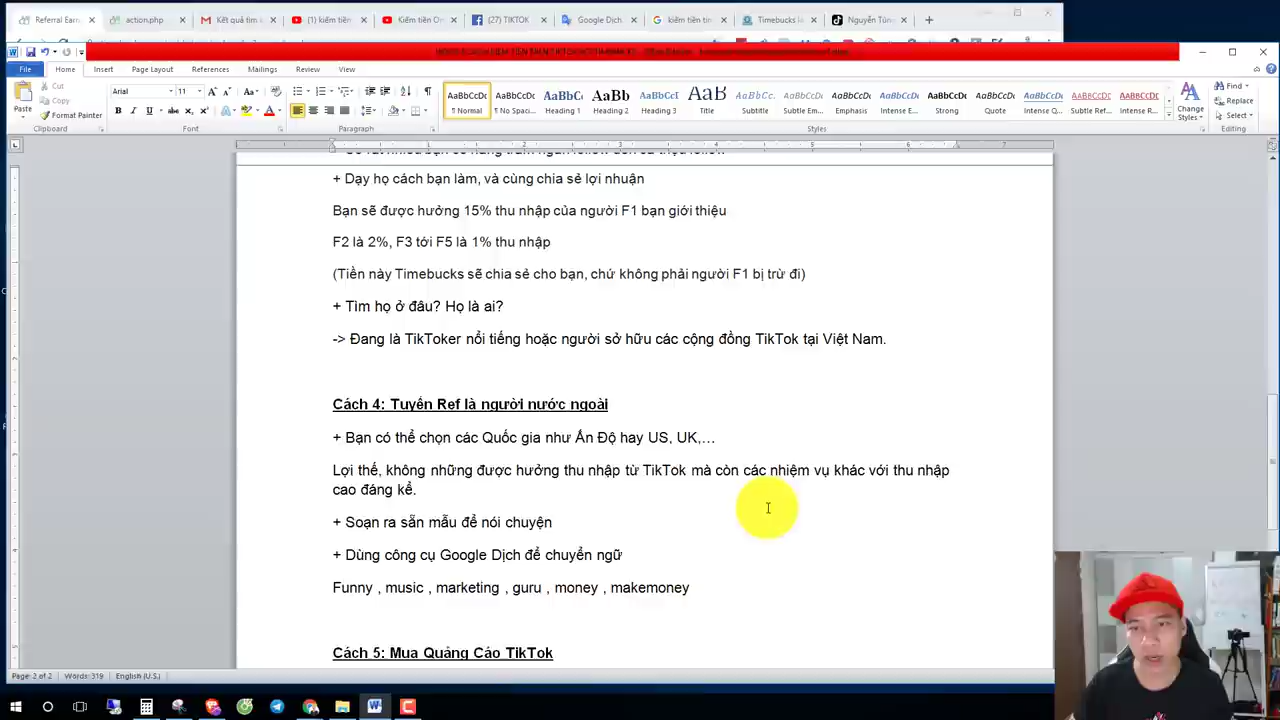 Referral Earn
action.php
Kết quả tìm k
(1) kiếm tiền
Kiếm tiền On
(27) TIKTOK
Google Dịch
kiếm tiền tin
Timebucks là
Nguyễn Tùng
File
Home
Insert
Page Layout
References
Mailings
Review
View
Paste
Cut
Copy
Format Painter
Clipboard
Arial
11
Font
Paragraph
AaBbCcDc
¶ Normal
AaBbCcDc
¶ No Spaci...
AaBbC
Heading 1
AaBb
Heading 2
AaBbCcI
Heading 3
AaB
Title
AaBbCc.
Subtitle
AaBbCcDc
Subtle Em...
AaBbCcDc
Emphasis
AaBbCcDc
Intense E...
AaBbCcDc
Strong
AaBbCcDc
Quote
AaBbCcDc
Intense Q...
AABBCCDC
Subtle Ref...
AABBCCDC
Intense R...
Change
Styles
Styles
Find
Replace
Select
Editing
+ Dạy họ cách bạn làm, và cùng chia sẻ lợi nhuận
Bạn sẽ được hưởng 15% thu nhập của người F1 bạn giới thiệu
F2 là 2%, F3 tới F5 là 1% thu nhập
(Tiền này Timebucks sẽ chia sẻ cho bạn, chứ không phải người F1 bị trừ đi)
+ Tìm họ ở đâu? Họ là ai?
-> Đang là TikToker nổi tiếng hoặc người sở hữu các cộng đồng TikTok tại Việt Nam.
Cách 4: Tuyển Ref là người nước ngoài
+ Bạn có thể chọn các Quốc gia như Ấn Độ hay US, UK,…
Lợi thế, không những được hưởng thu nhập từ TikTok mà còn các nhiệm vụ khác với thu nhập
cao đáng kể.
+ Soạn ra sẵn mẫu để nói chuyện
+ Dùng công cụ Google Dịch để chuyển ngữ
Funny , music , marketing , guru , money , makemoney
Cách 5: Mua Quảng Cáo TikTok
Page: 2 of 2
Words: 319
English (U.S.)